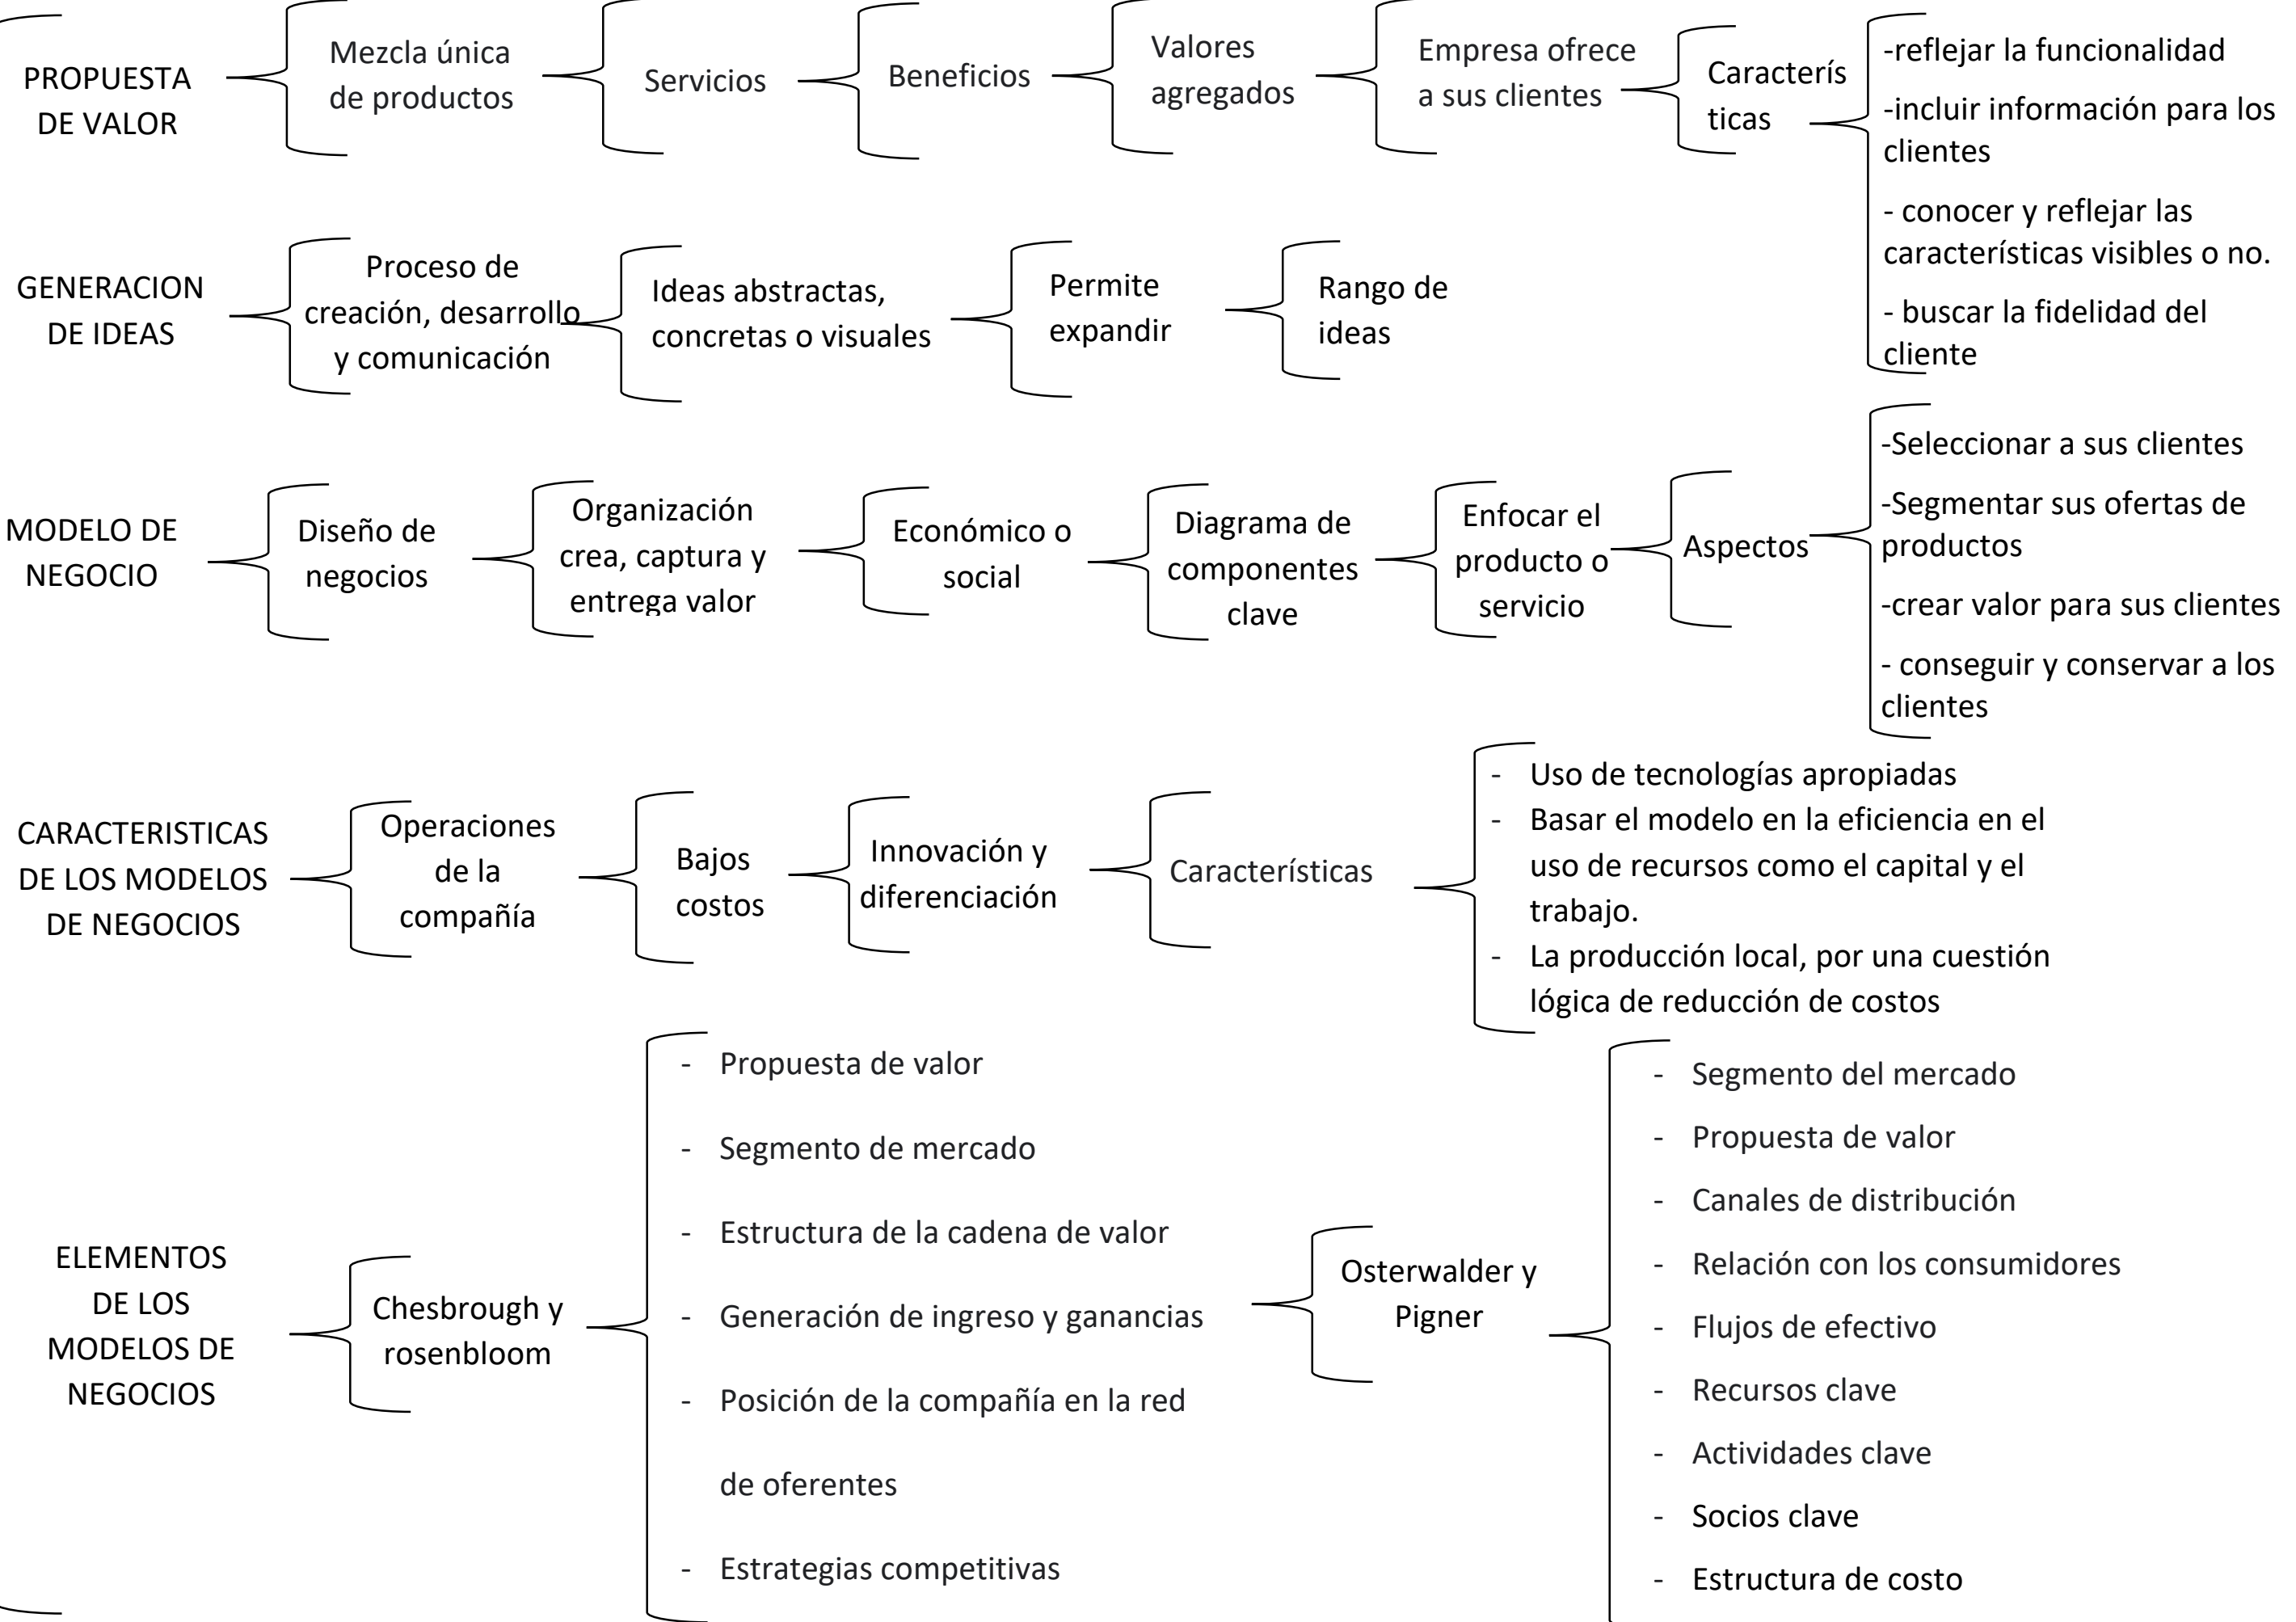 PROPUESTA
DE VALOR
Mezcla única
de productos
Servicios
Beneficios
Valores
agregados
Empresa ofrece
a sus clientes
Caracterís
ticas
-reflejar la funcionalidad
-incluir información para los
clientes
- conocer y reflejar las
características visibles o no.
- buscar la fidelidad del
cliente
GENERACION
DE IDEAS
Proceso de
creación, desarrollo
y comunicación
Ideas abstractas,
concretas o visuales
Permite
expandir
Rango de
ideas
MODELO DE
NEGOCIO
Diseño de
negocios
Organización
crea, captura y
entrega valor
Económico o
social
Diagrama de
componentes
clave
Enfocar el
producto o
servicio
Aspectos
-Seleccionar a sus clientes
-Segmentar sus ofertas de
productos
-crear valor para sus clientes
- conseguir y conservar a los
clientes
CARACTERISTICAS
DE LOS MODELOS
DE NEGOCIOS
Operaciones
de la
compañía
Bajos
costos
Innovación y
diferenciación
Características
- Uso de tecnologías apropiadas
- Basar el modelo en la eficiencia en el
uso de recursos como el capital y el
trabajo.
- La producción local, por una cuestión
lógica de reducción de costos
ELEMENTOS
DE LOS
MODELOS DE
NEGOCIOS
Chesbrough y
rosenbloom
- Propuesta de valor
- Segmento de mercado
- Estructura de la cadena de valor
- Generación de ingreso y ganancias
- Posición de la compañía en la red
de oferentes
- Estrategias competitivas
Osterwalder y
Pigner
- Segmento del mercado
- Propuesta de valor
- Canales de distribución
- Relación con los consumidores
- Flujos de efectivo
- Recursos clave
- Actividades clave
- Socios clave
- Estructura de costo